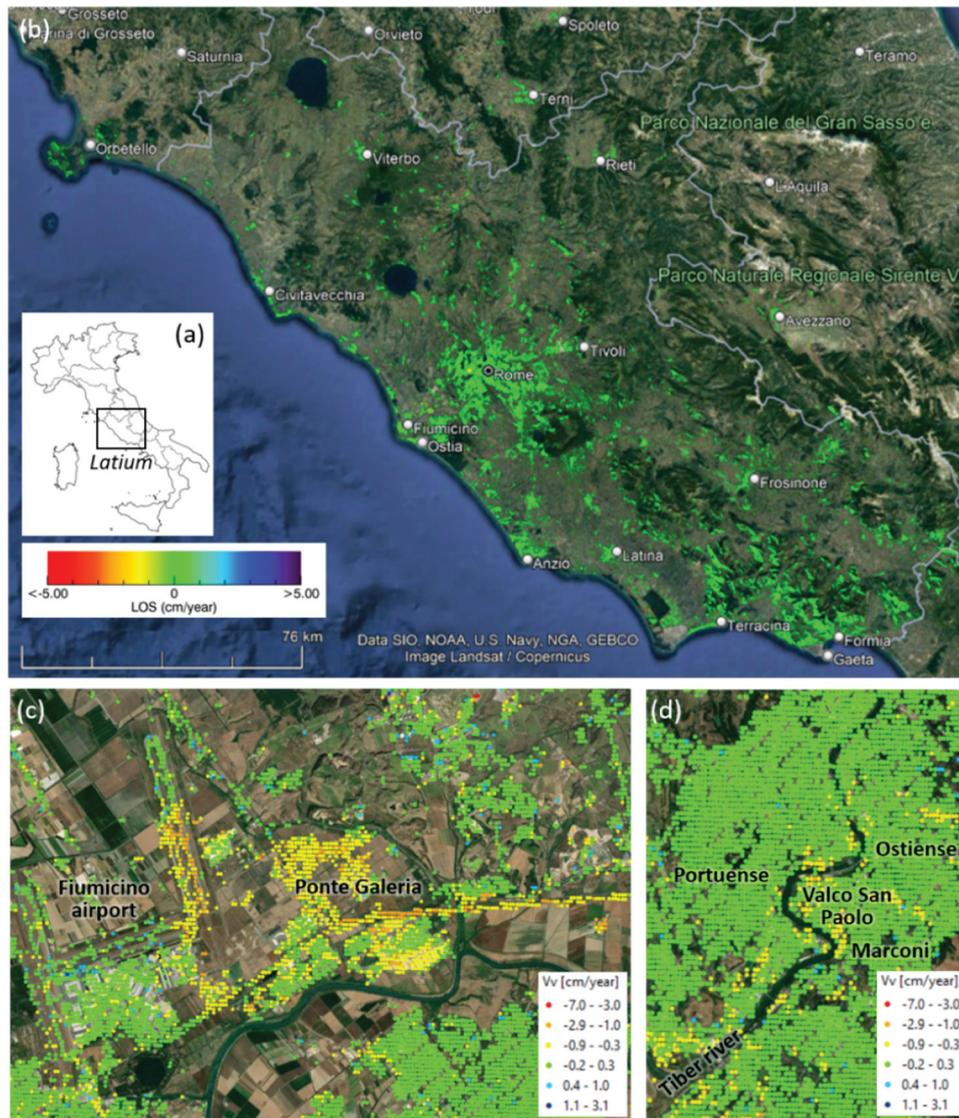 Grosseto
Marina di Grosseto
(b)
Saturnia
Orvieto
Spoleto
Teramo
Terni
Parco Nazionale del Gran Sasso e
Orbetello
Viterbo
Rieti
L'Aquila
Parco Naturale Regionale Sirente V
Civitavecchia
Avezzano
(a)
Tivoli
Rome
Fiumicino
Ostia
Latium
Frosinone
Anzio
Latina
<-5.00 0 >5.00
LOS (cm/year)
76 km
Terracina
Formia
Gaeta
Data SIO, NOAA, U.S. Navy, NGA, GEBCO
Image Landsat / Copernicus
(c)
Fiumicino
airport
Ponte Galeria
Vv [cm/year]
-7.0 - -3.0
-2.9 - -1.0
-0.9 - -0.3
-0.2 - 0.3
0.4 - 1.0
1.1 - 3.1
(d)
Ostiense
Portuense
Valco San
Paolo
Marconi
Tiber river
Vv [cm/year]
-7.0 - -3.0
-2.9 - -1.0
-0.9 - -0.3
-0.2 - 0.3
0.4 - 1.0
1.1 - 3.1